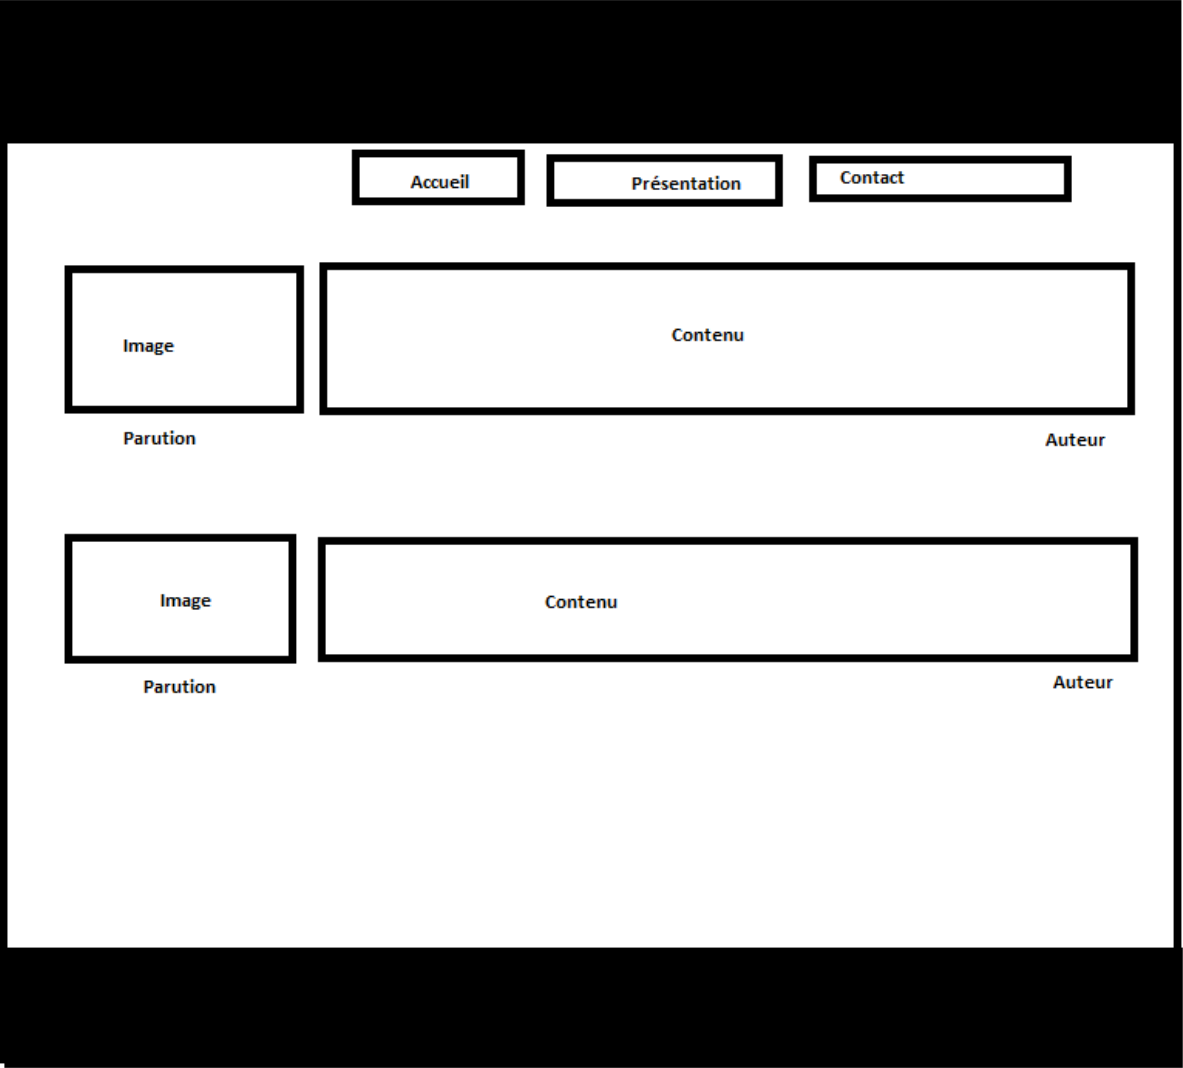 Accueil
Présentation
Contact
Image
Contenu
Parution
Auteur
Image
Contenu
Parution
Auteur